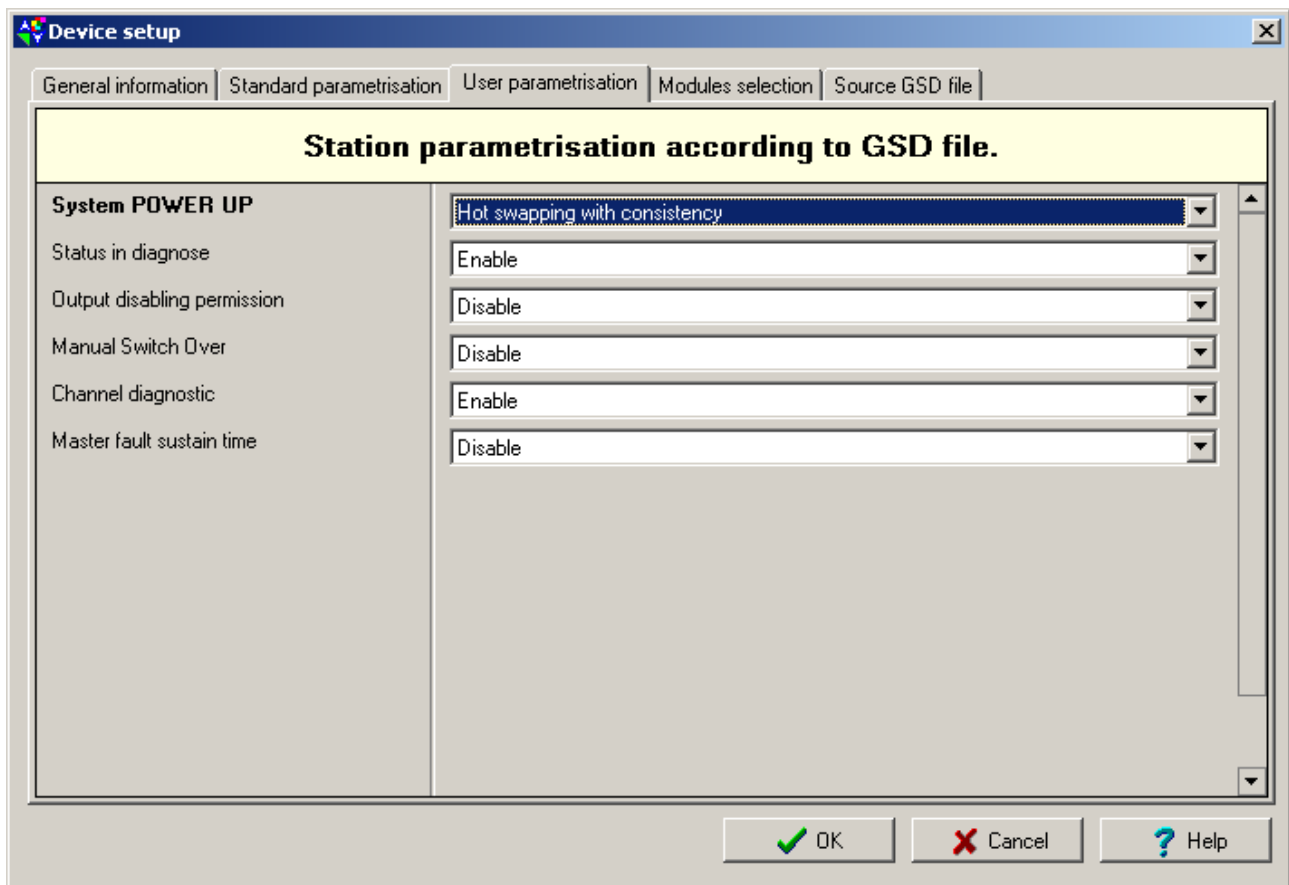 Device setup
General information Standard parametrisation User parametrisation Modules selection Source GSD file
Station parametrisation according to GSD file.
System POWER UP Hot swapping with consistency
Status in diagnose Enable
Output disabling permission Disable
Manual Switch Over Disable
Channel diagnostic Enable
Master fault sustain time Disable
OK Cancel Help